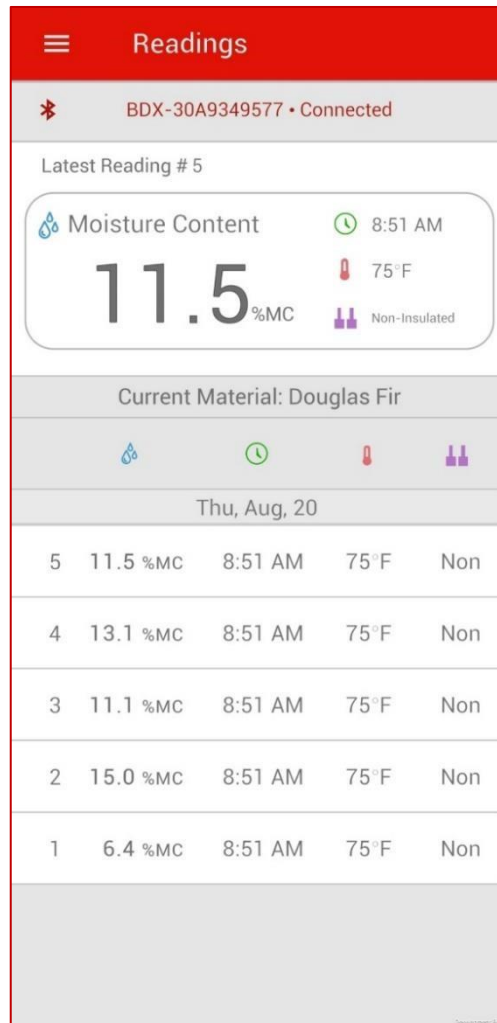 Readings
BDX-30A9349577 • Connected
Latest Reading # 5
Moisture Content
11.5 %MC
8:51 AM
75°F
Non-Insulated
Current Material: Douglas Fir
Thu, Aug, 20
5 11.5 %MC 8:51 AM 75°F Non
4 13.1 %MC 8:51 AM 75°F Non
3 11.1 %MC 8:51 AM 75°F Non
2 15.0 %MC 8:51 AM 75°F Non
1 6.4 %MC 8:51 AM 75°F Non